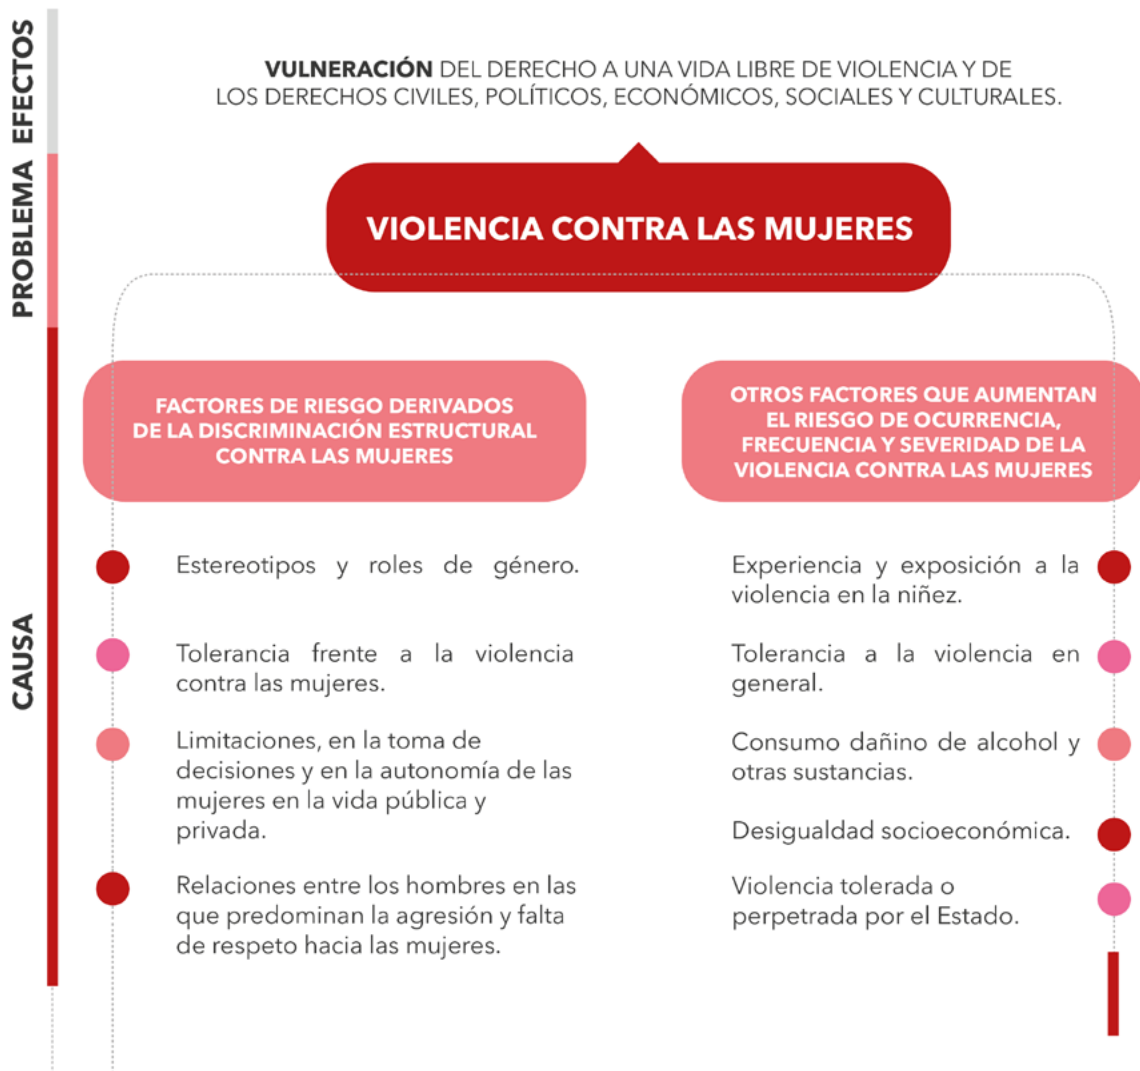 EFECTOS
VULNERACIÓN DEL DERECHO A UNA VIDA LIBRE DE VIOLENCIA Y DE
LOS DERECHOS CIVILES, POLÍTICOS, ECONÓMICOS, SOCIALES Y CULTURALES.
PROBLEMA
VIOLENCIA CONTRA LAS MUJERES
CAUSA
FACTORES DE RIESGO DERIVADOS
DE LA DISCRIMINACIÓN ESTRUCTURAL
CONTRA LAS MUJERES
Estereotipos y roles de género.
Tolerancia frente a la violencia
contra las mujeres.
Limitaciones, en la toma de
decisiones y en la autonomía de las
mujeres en la vida pública y
privada.
Relaciones entre los hombres en las
que predominan la agresión y falta
de respeto hacia las mujeres.
OTROS FACTORES QUE AUMENTAN
EL RIESGO DE OCURRENCIA,
FRECUENCIA Y SEVERIDAD DE LA
VIOLENCIA CONTRA LAS MUJERES
Experiencia y exposición a la
violencia en la niñez.
Tolerancia a la violencia en
general.
Consumo dañino de alcohol y
otras sustancias.
Desigualdad socioeconómica.
Violencia tolerada o
perpetrada por el Estado.